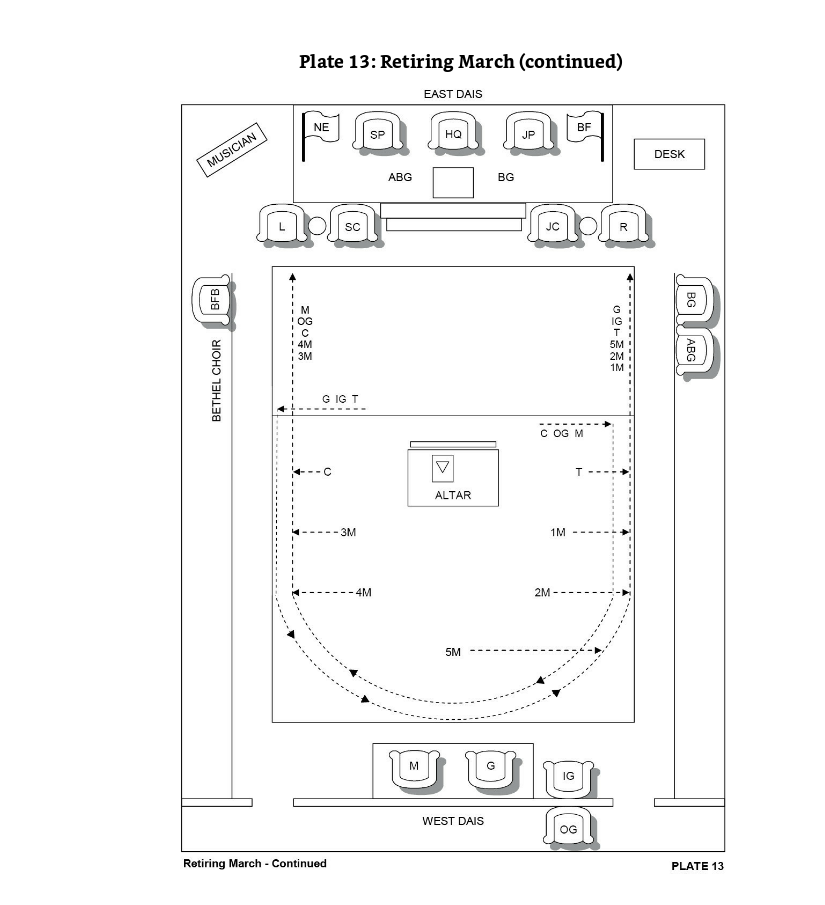 Plate 13: Retiring March (continued)
EAST DAIS
MUSICIAN
NE
SP
HQ
JP
BF
DESK
ABG
BG
L
SC
JC
R
BFB
BG
ABG
BETHEL CHOIR
M
OG
C
4M
3M
G
IG
T
5M
2M
1M
G IG T
C OG M
C
T
ALTAR
3M
1M
4M
2M
5M
M
G
IG
WEST DAIS
OG
Retiring March - Continued
PLATE 13